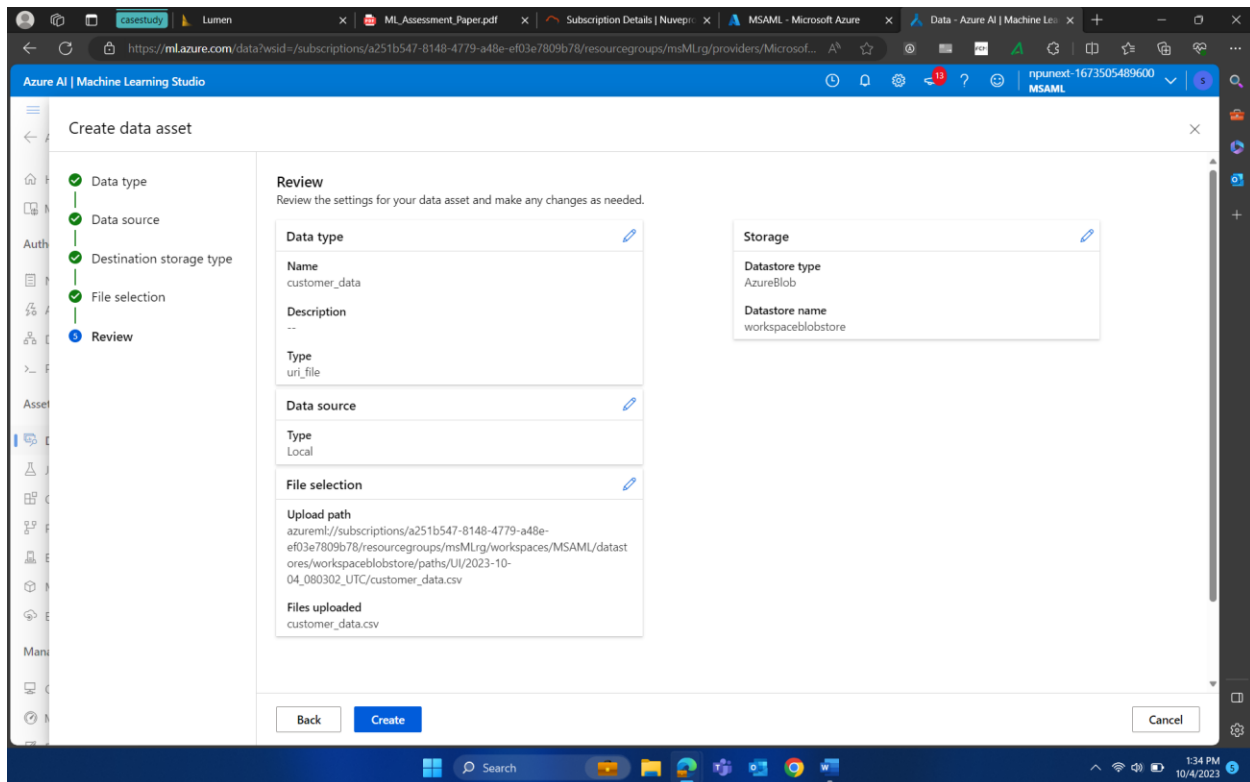 casestudy
Lumen
ML_Assessment_Paper.pdf
Subscription Details | Nuvepro
MSAML - Microsoft Azure
Data - Azure AI | Machine Lea
https://ml.azure.com/data?wsid=/subscriptions/a251b547-8148-4779-a48e-ef03e7809b78/resourcegroups/msMLrg/providers/Microsof...
Azure AI | Machine Learning Studio
13
npunext-1673505489600
MSAML
S
Create data asset
Data type
Data source
Destination storage type
File selection
5 Review
Auth
Asset
Mana
Review
Review the settings for your data asset and make any changes as needed.
Data type
Name
customer_data
Description
--
Type
uri_file
Data source
Type
Local
File selection
Upload path
azureml://subscriptions/a251b547-8148-4779-a48e-
ef03e7809b78/resourcegroups/msMLrg/workspaces/MSAML/datast
ores/workspaceblobstore/paths/UI/2023-10-
04_080302_UTC/customer_data.csv
Files uploaded
customer_data.csv
Storage
Datastore type
AzureBlob
Datastore name
workspaceblobstore
Back
Create
Cancel
Search
1:34 PM
10/4/2023
5